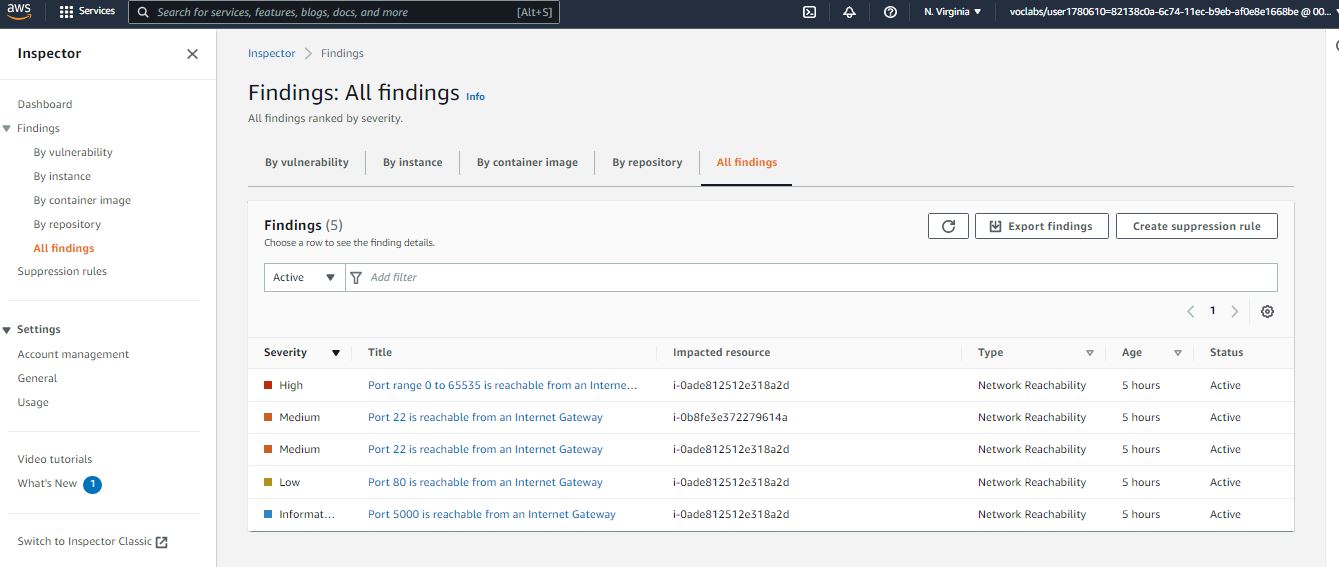 aws Services Search for services, features, blogs, docs, and more [Alt+S] N. Virginia voclabs/user1780610=82138c0a-6c74-11ec-b9eb-af0e8e1668be @ 00...
Inspector
Dashboard
Findings
By vulnerability
By instance
By container image
By repository
All findings
Suppression rules
Settings
Account management
General
Usage
Video tutorials
What's New 1
Switch to Inspector Classic
Inspector Findings
Findings: All findings Info
All findings ranked by severity.
By vulnerability By instance By container image By repository All findings
Findings (5) Export findings Create suppression rule
Choose a row to see the finding details.
Active Add filter
1
Severity Title Impacted resource Type Age Status
High Port range 0 to 65535 is reachable from an Interne... i-0ade812512e318a2d Network Reachability 5 hours Active
Medium Port 22 is reachable from an Internet Gateway i-0b8fe3e372279614a Network Reachability 5 hours Active
Medium Port 22 is reachable from an Internet Gateway i-0ade812512e318a2d Network Reachability 5 hours Active
Low Port 80 is reachable from an Internet Gateway i-0ade812512e318a2d Network Reachability 5 hours Active
Informat... Port 5000 is reachable from an Internet Gateway i-0ade812512e318a2d Network Reachability 5 hours Active